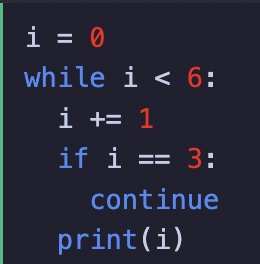 i = 0
while i < 6:
  i += 1
  if i == 3:
    continue
  print(i)